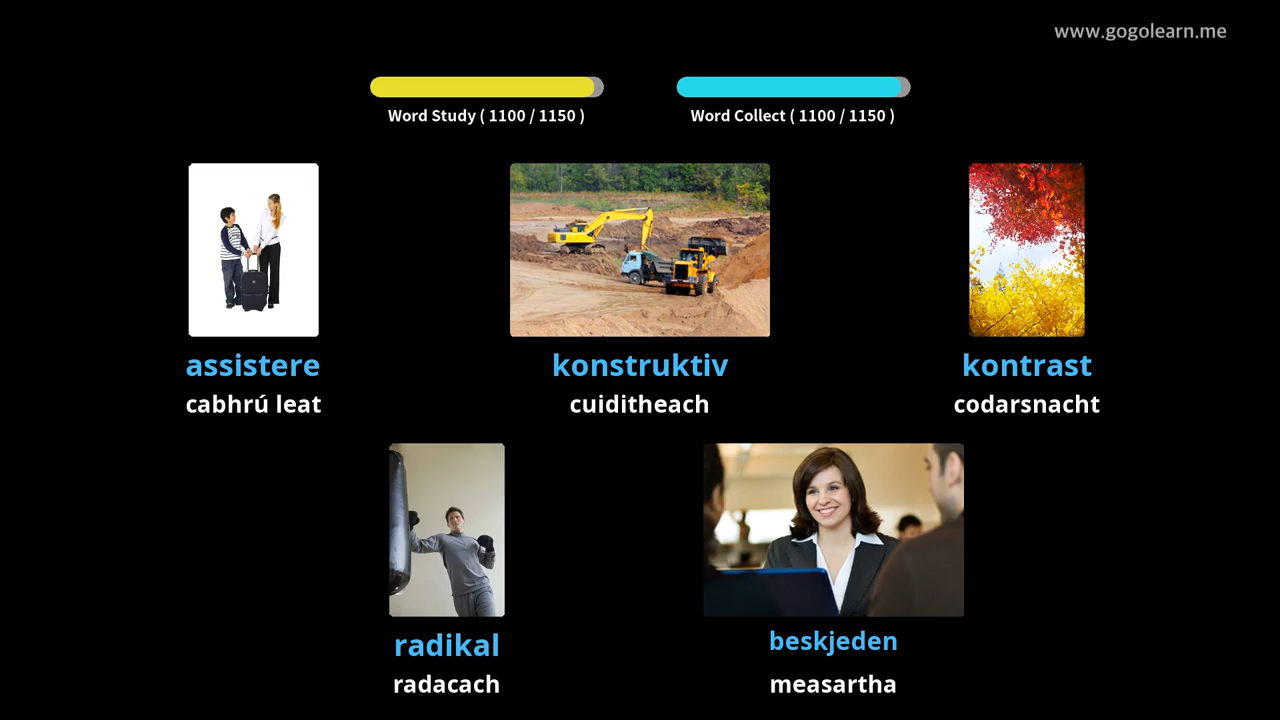 www.gogolearn.me
Word Study ( 1100 / 1150 )
Word Collect ( 1100 / 1150 )
assistere
cabhrú leat
konstruktiv
cuiditheach
kontrast
codarsnacht
radikal
radacach
beskjeden
measartha